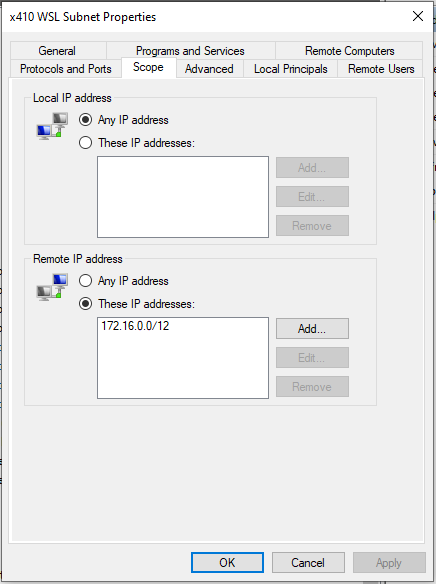 x410 WSL Subnet Properties
General
Programs and Services
Remote Computers
Protocols and Ports
Scope
Advanced
Local Principals
Remote Users
Local IP address
Any IP address
These IP addresses:
Add...
Edit...
Remove
Remote IP address
Any IP address
These IP addresses:
172.16.0.0/12
Add...
Edit...
Remove
OK
Cancel
Apply